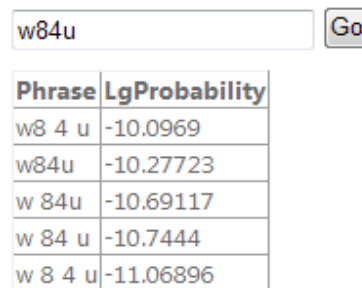 w84u Go
Phrase LgProbability
w8 4 u -10.0969
w84u -10.27723
w 84u -10.69117
w 84 u -10.7444
w 8 4 u -11.06896